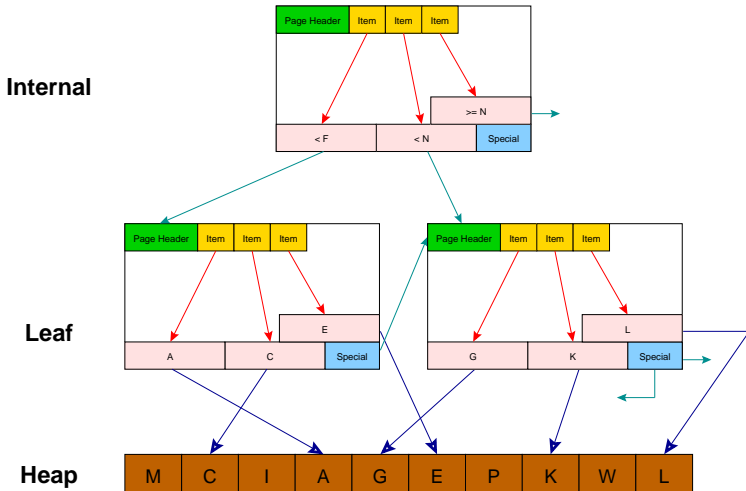 Page Header Item Item Item
Internal
>= N
< F < N Special
Page Header Item Item Item Page Header Item Item Item
Leaf
E L
A C Special G K Special
Heap M C I A G E P K W L